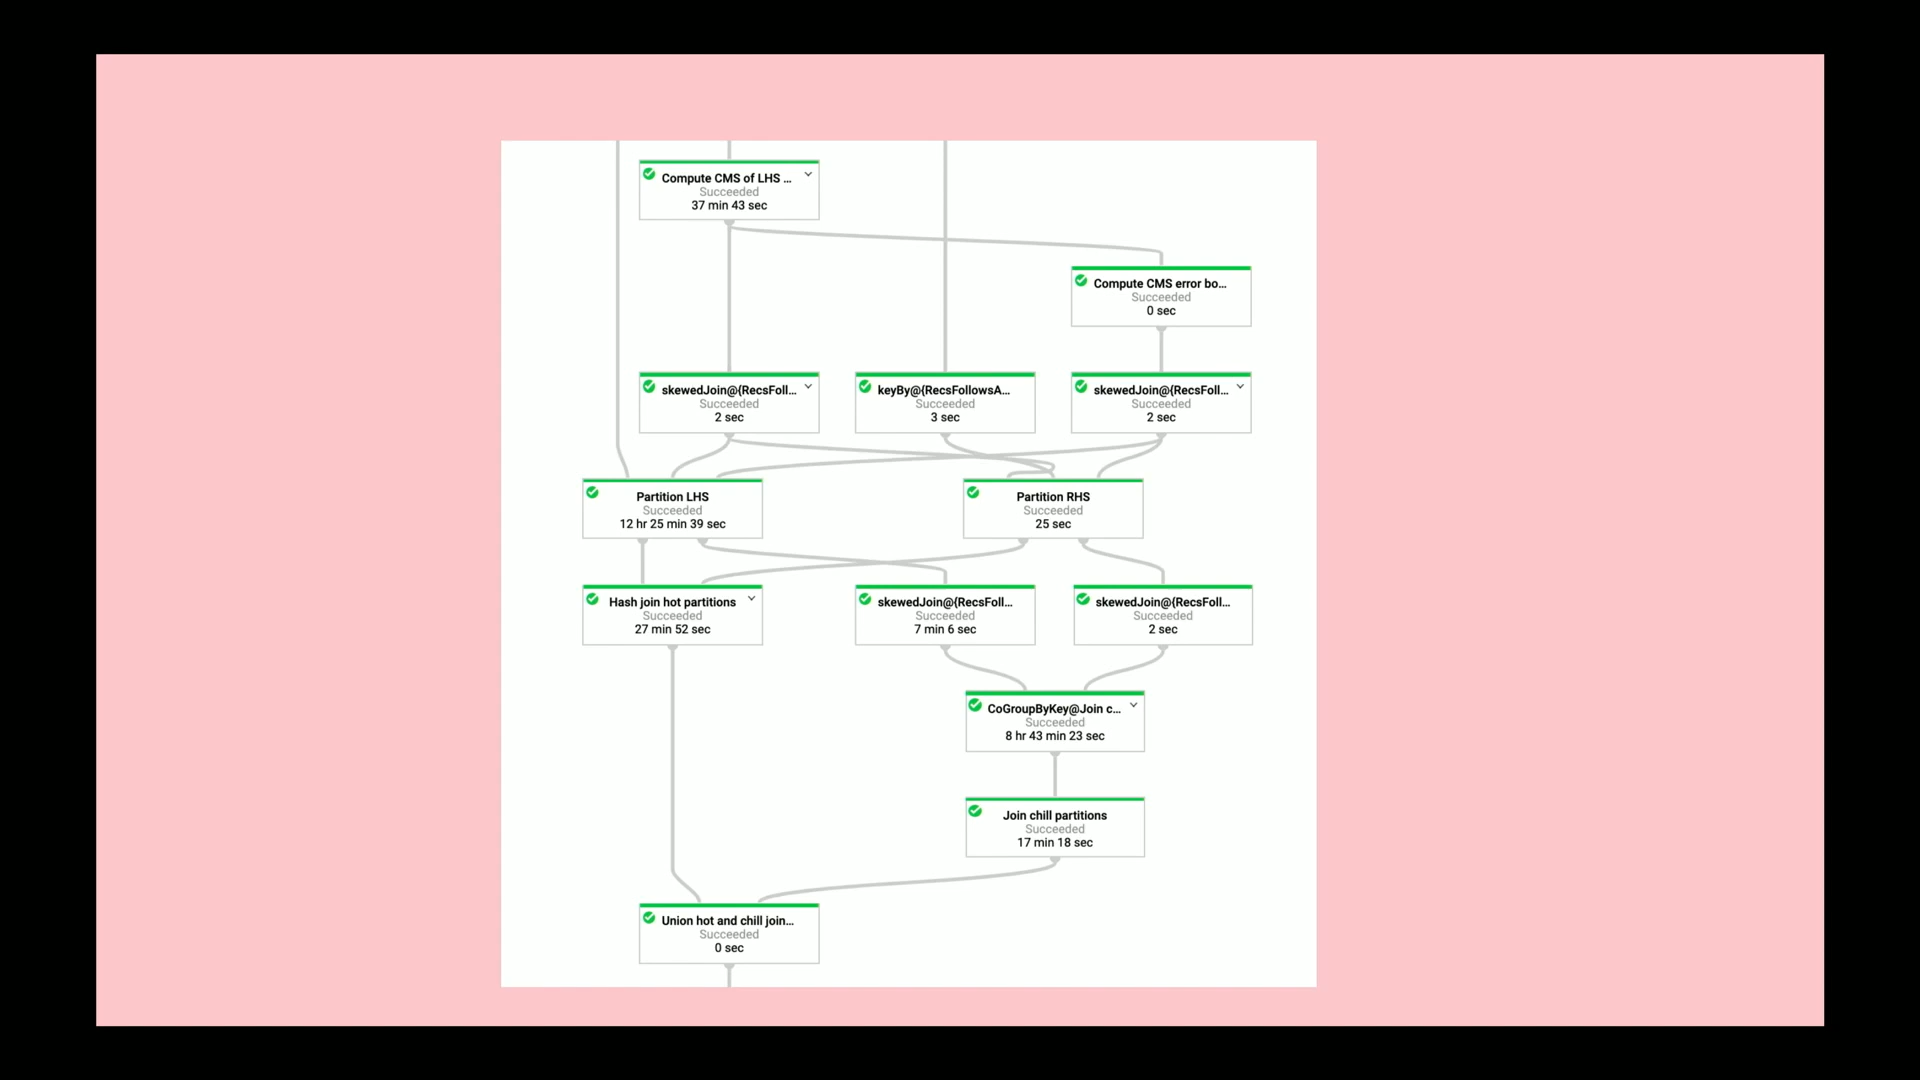 Compute CMS of LHS ...
Succeeded
37 min 43 sec
Compute CMS error bo...
Succeeded
0 sec
skewedJoin@{RecsFoll...
Succeeded
2 sec
keyBy@{RecsFollowsA...
Succeeded
3 sec
skewedJoin@{RecsFoll...
Succeeded
2 sec
Partition LHS
Succeeded
12 hr 25 min 39 sec
Partition RHS
Succeeded
25 sec
Hash join hot partitions
Succeeded
27 min 52 sec
skewedJoin@{RecsFoll...
Succeeded
7 min 6 sec
skewedJoin@{RecsFoll...
Succeeded
2 sec
CoGroupByKey@Join c...
Succeeded
8 hr 43 min 23 sec
Join chill partitions
Succeeded
17 min 18 sec
Union hot and chill join...
Succeeded
0 sec